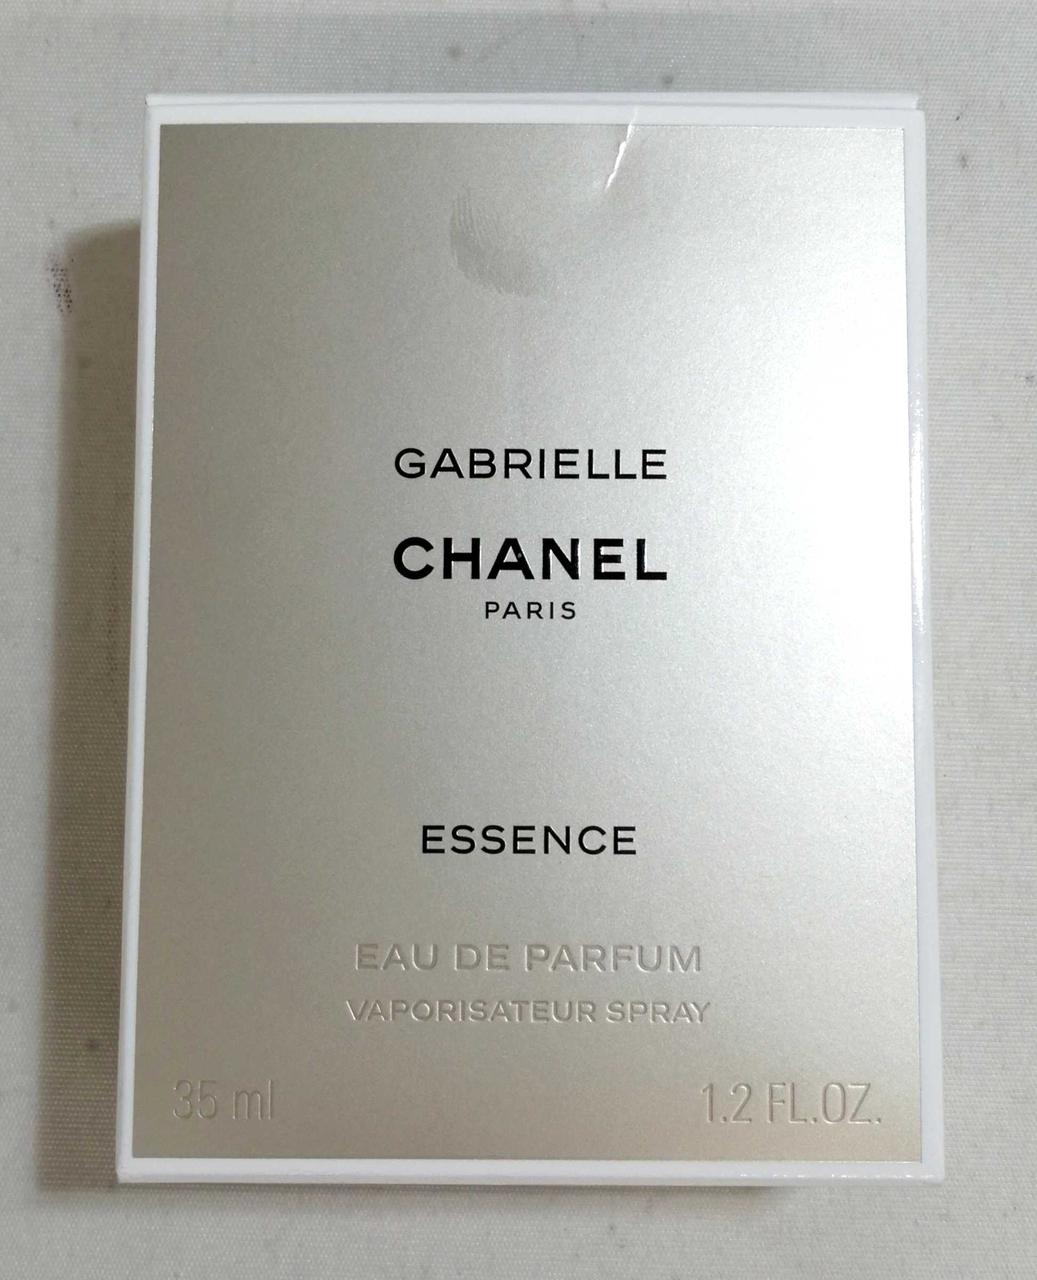 GABRIELLE
CHANEL
PARIS
ESSENCE
EAU DE PARFUM
VAPORISATEUR SPRAY
35 ml 1.2 FL.OZ.